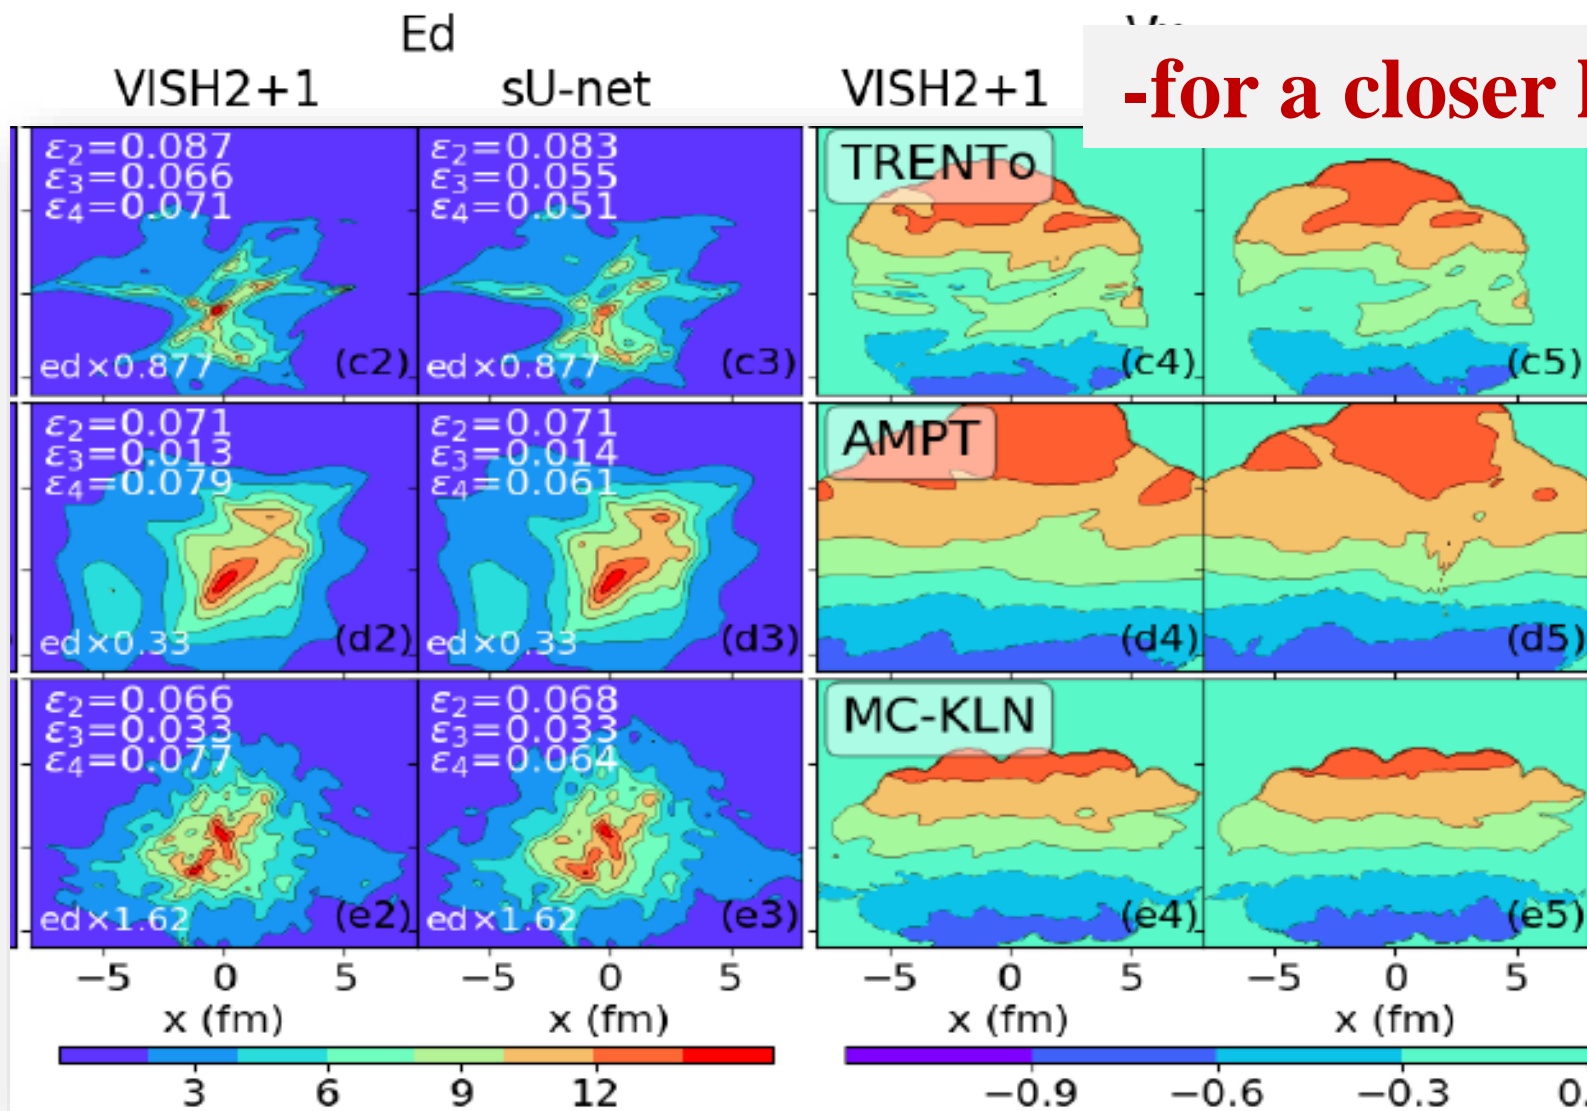 Ed
VISH2+1 sU-net VISH2+1
-for a closer
ε2=0.087 ε2=0.083 TRENTo
ε3=0.066 ε3=0.055
ε4=0.071 ε4=0.051
ed×0.877 (c2) ed×0.877 (c3) (c4) (c5)
ε2=0.071 ε2=0.071 AMPT
ε3=0.013 ε3=0.014
ε4=0.079 ε4=0.061
ed×0.33 (d2) ed×0.33 (d3) (d4) (d5)
ε2=0.066 ε2=0.068 MC-KLN
ε3=0.033 ε3=0.033
ε4=0.077 ε4=0.064
ed×1.62 (e2) ed×1.62 (e3) (e4) (e5)
−5 0 5 −5 0 5 −5 0 5 −5 0 5
x (fm) x (fm) x (fm) x (fm)
3 6 9 12 −0.9 −0.6 −0.3